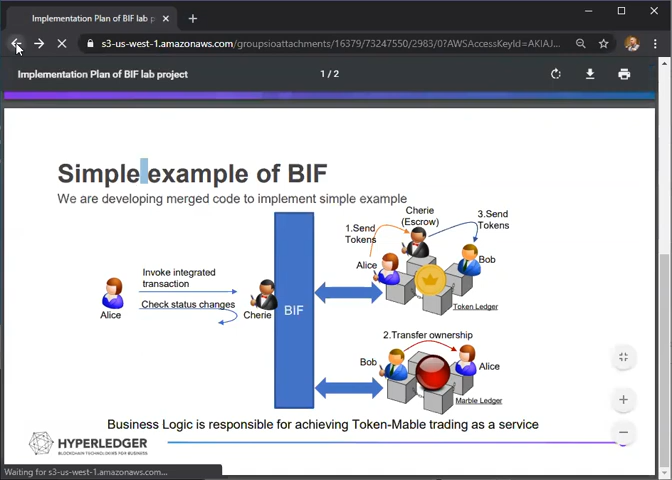 Implementation Plan of BIF lab p
s3-us-west-1.amazonaws.com/groupsioattachments/16379/73247550/2983/0?AWSAccessKeyId=AKIAJ...
Implementation Plan of BIF lab project
1 / 2
Simple example of BIF
We are developing merged code to implement simple example
Cherie
(Escrow)
1.Send
Tokens
3.Send
Tokens
Alice
Bob
Token Ledger
Invoke integrated
transaction
Check status changes
Alice
Cherie
BIF
2.Transfer ownership
Bob
Alice
Marble Ledger
Business Logic is responsible for achieving Token-Mable trading as a service
HYPERLEDGER
BLOCKCHAIN TECHNOLOGIES FOR BUSINESS
Waiting for s3-us-west-1.amazonaws.com...